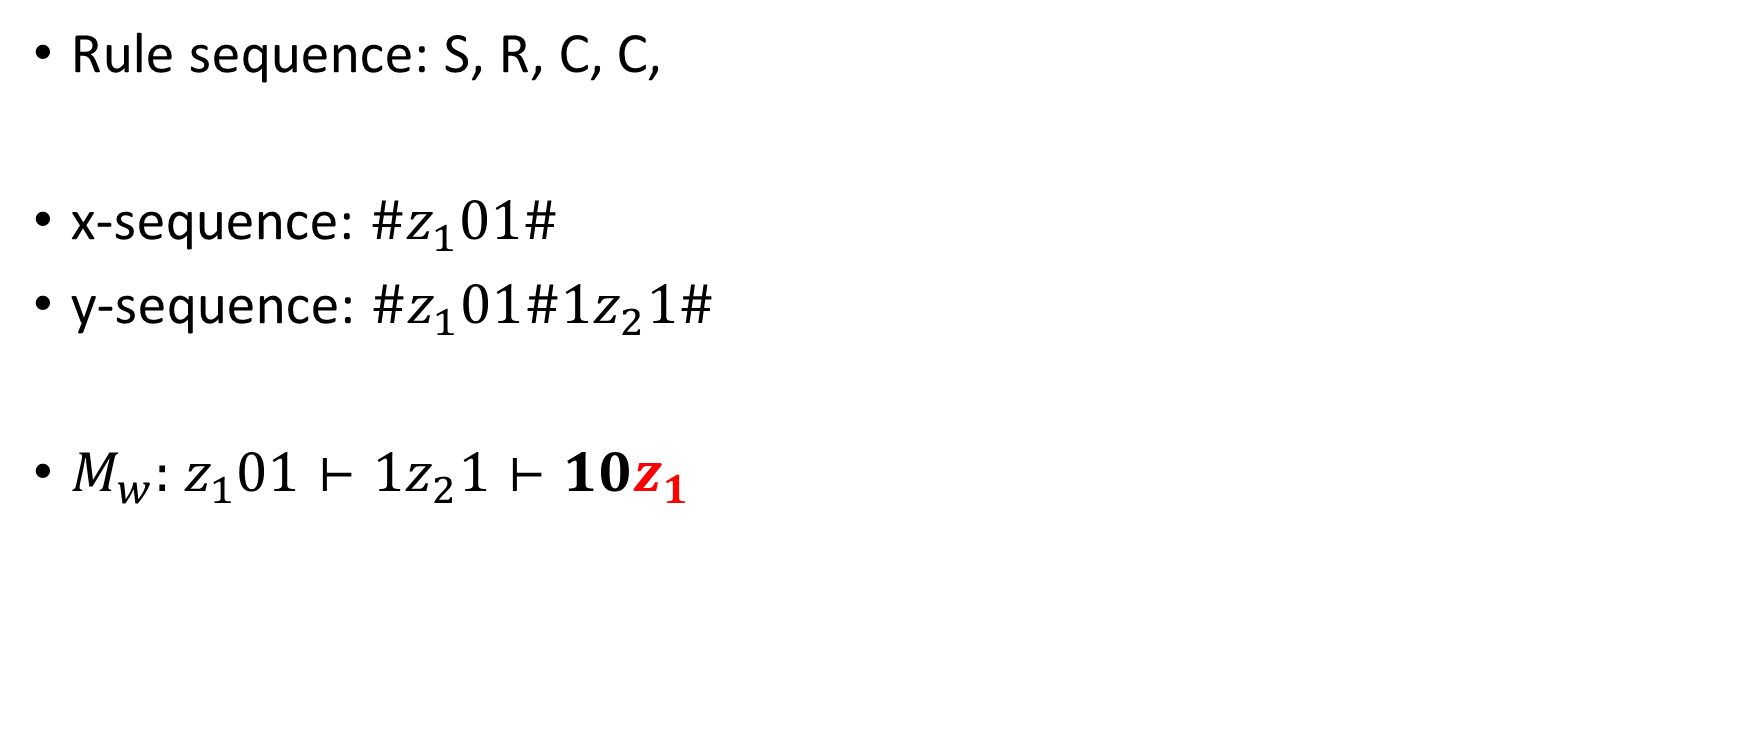 • Rule sequence: S, R, C, C,
• x-sequence: #z₁01#
• y-sequence: #z₁01#1z₂1#
• M_w: z₁01 ⊢ 1z₂1 ⊢ 10z₁